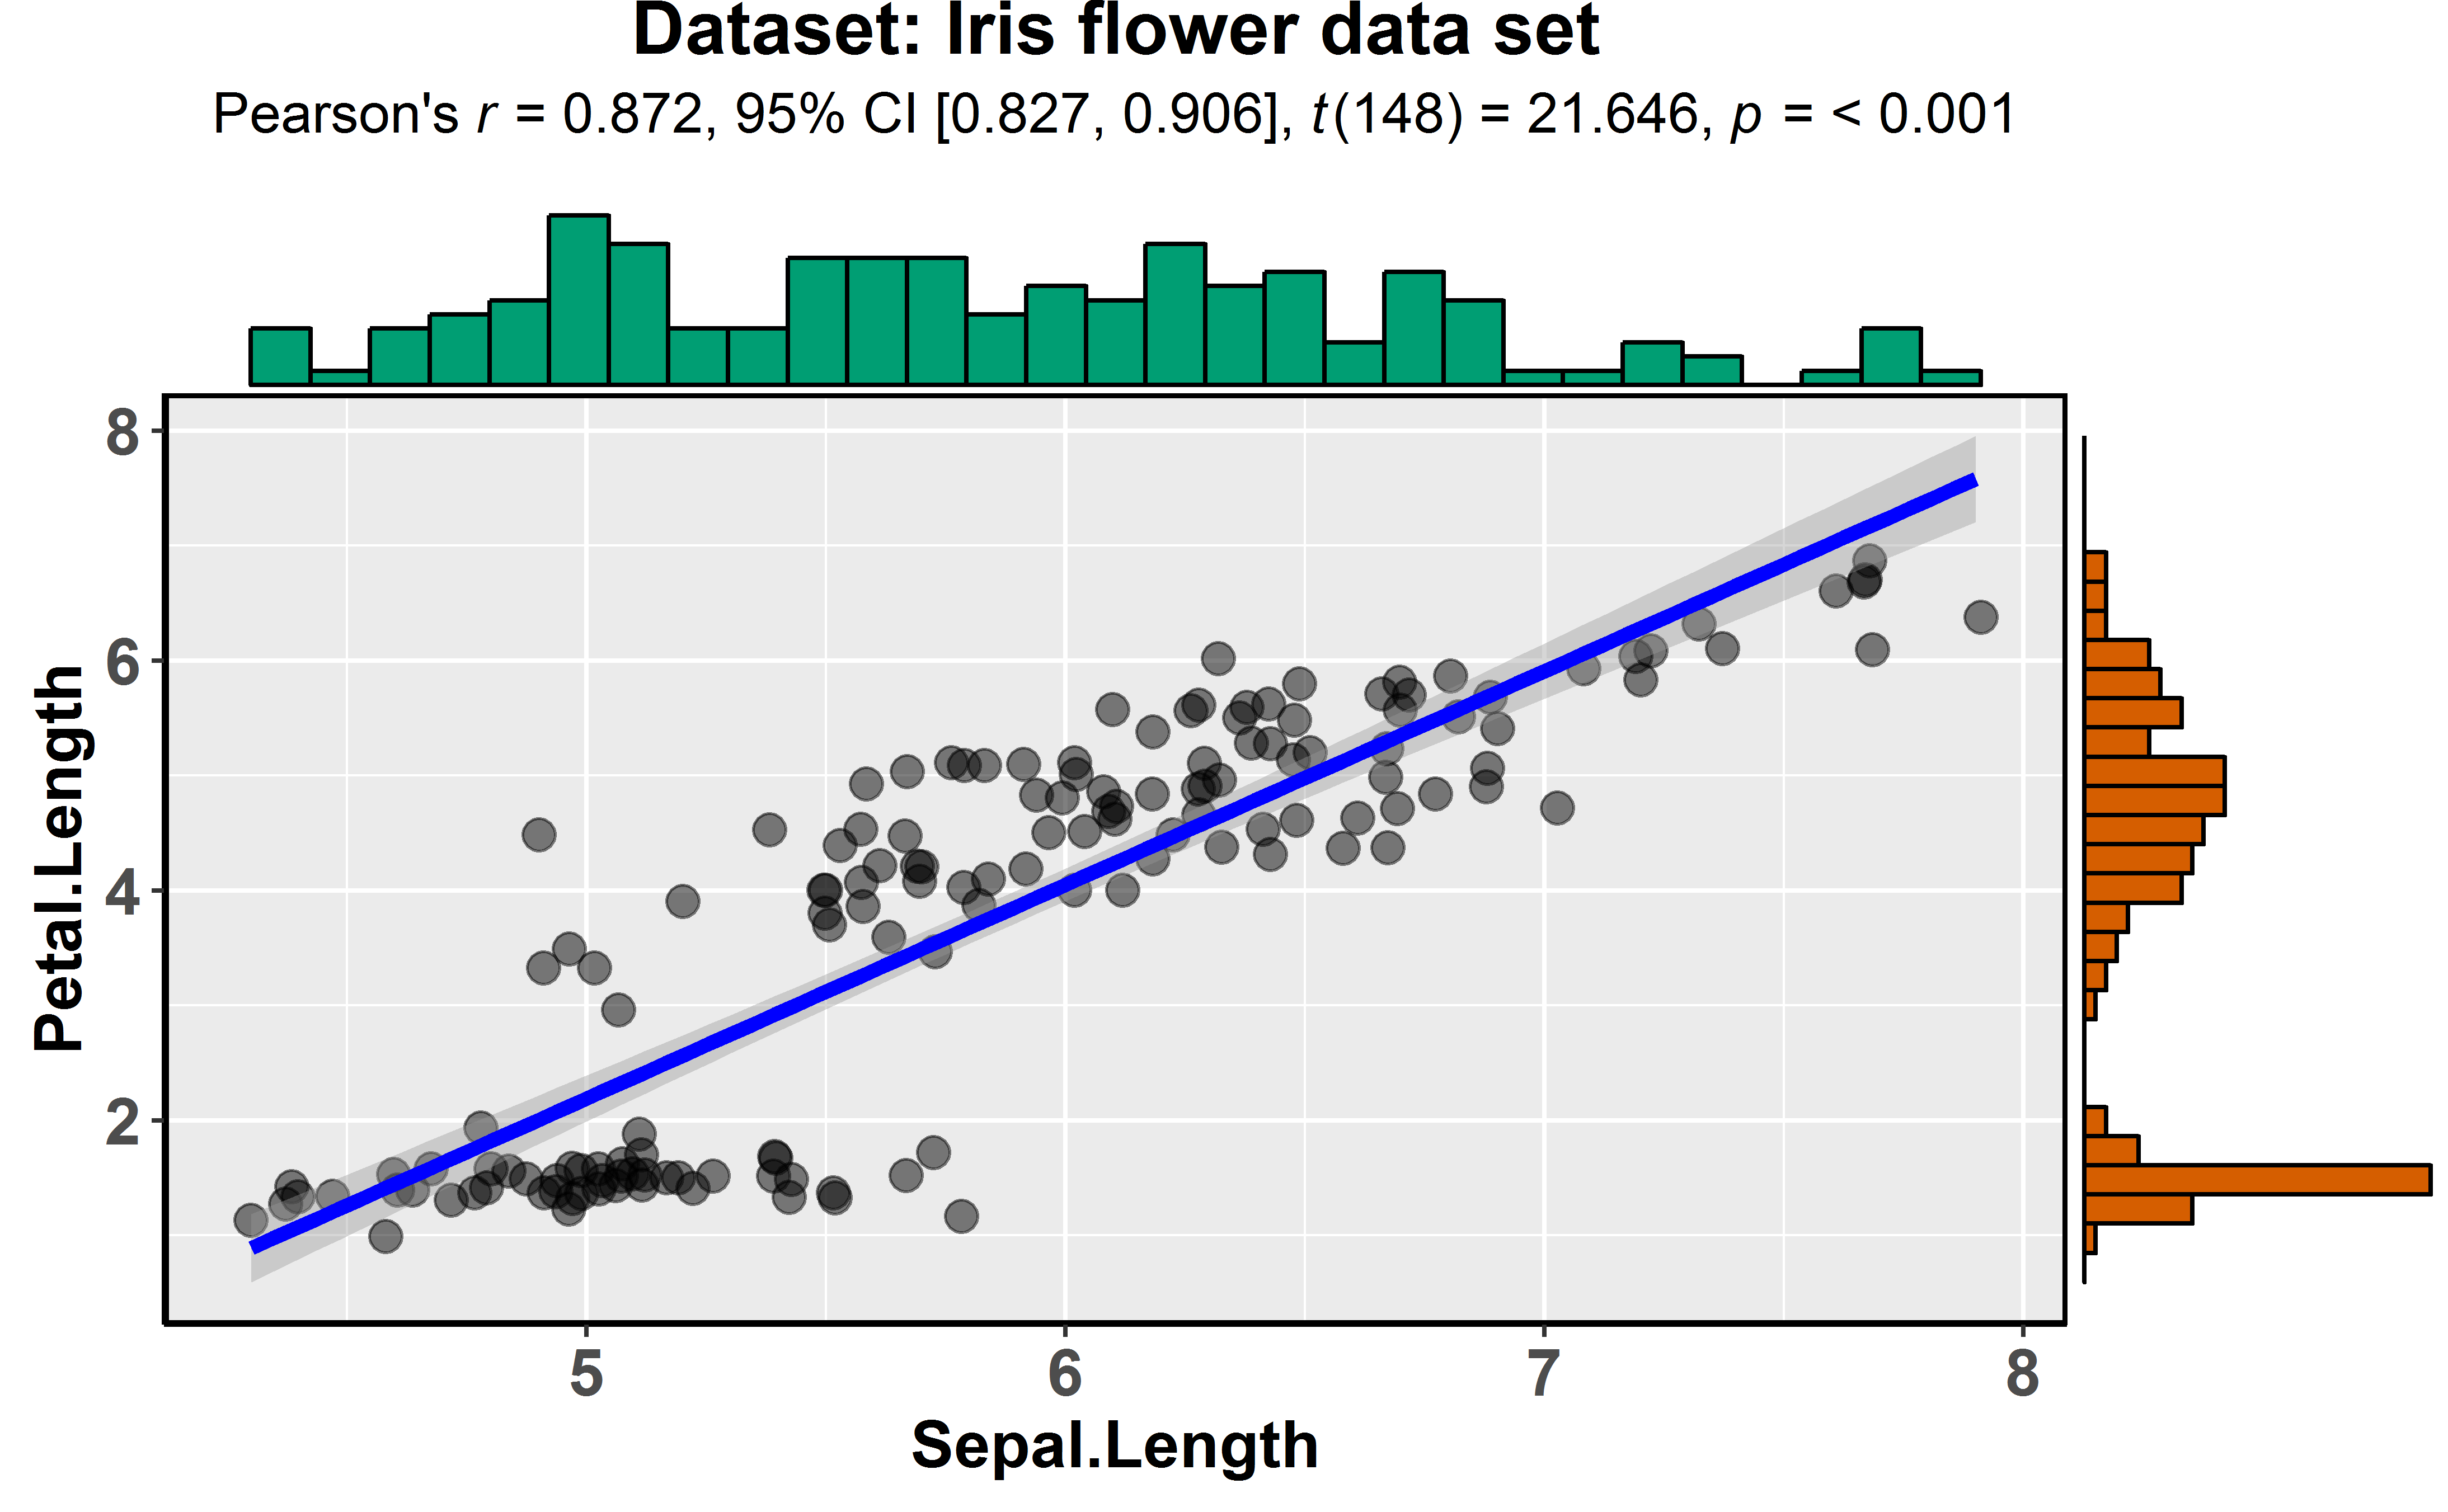 Dataset: Iris flower data set
Pearson's r = 0.872, 95% CI [0.827, 0.906], t(148) = 21.646, p = < 0.001
8
6
4
2
Petal.Length
5 6 7 8
Sepal.Length